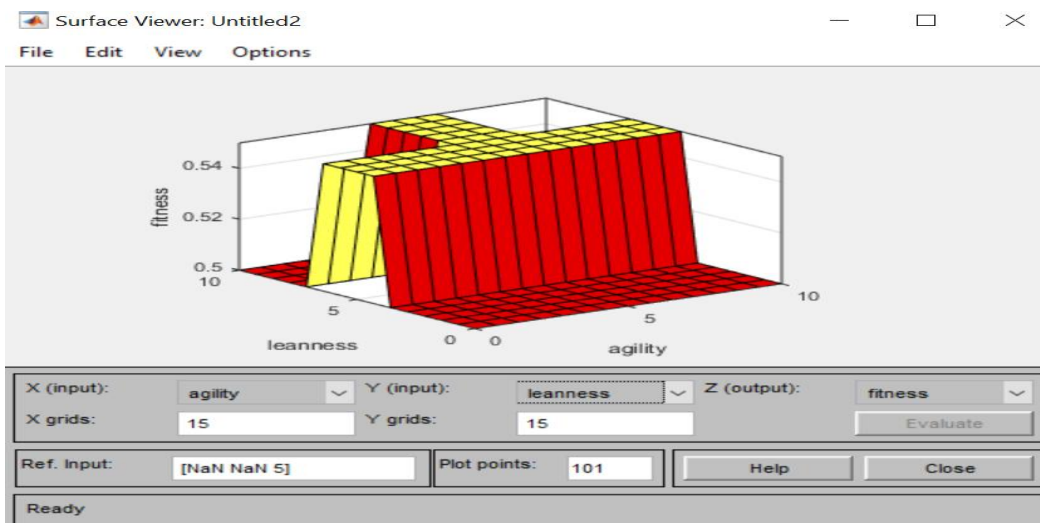 Surface Viewer: Untitled2
File Edit View Options
0.54
0.52
0.5
fitness
10
5
0
leanness
0
5
10
agility
X (input): agility Y (input): leanness Z (output): fitness
X grids: 15 Y grids: 15 Evaluate
Ref. Input: [NaN NaN 5] Plot points: 101 Help Close
Ready